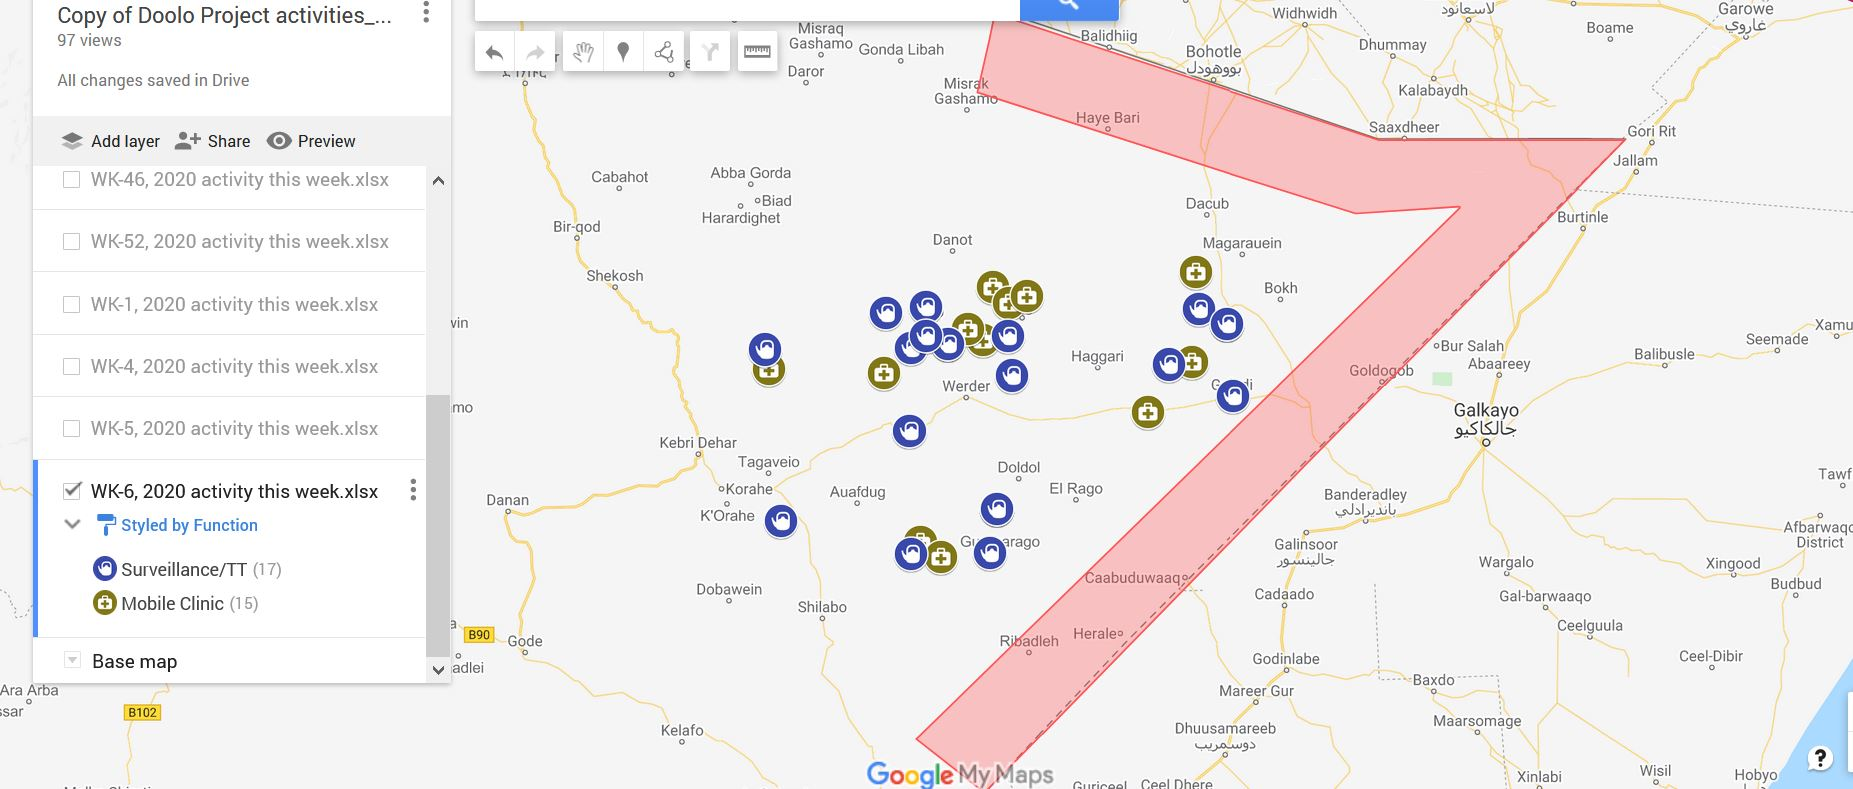 Copy of Doolo Project activities_...
97 views
All changes saved in Drive
Add layer
Share
Preview
WK-46, 2020 activity this week.xlsx
WK-52, 2020 activity this week.xlsx
WK-1, 2020 activity this week.xlsx
WK-4, 2020 activity this week.xlsx
WK-5, 2020 activity this week.xlsx
WK-6, 2020 activity this week.xlsx
Styled by Function
Surveillance/TT (17)
Mobile Clinic (15)
Base map
Misraq
Gashamo
Gonda Libah
Daror
Balidhiig
Widhwidh
لاسعانود
Boame
Garowe
غاروي
Bohotle
بووهودل
Dhummay
Kalabaydh
Misrak
Gashamo
Haye Bari
Saaxdheer
Gori Rit
Jallam
Cabahot
Abba Gorda
Biad
Harardighet
Bir-qod
Dacub
Burtinle
Danot
Magarauein
Shekosh
Bokh
Xamu
Seemade
Bur Salah
Balibusle
Abaareey
Haggari
Goldogob
Werder
Galkayo
جالكاكيو
Kebri Dehar
Tagaveio
Doldol
Tawf
Korahe
Auafdug
El Rago
Banderadley
بانديرادلي
Danan
K'Orahe
Afbarwaqo
District
Galinsoor
جالينسور
Wargalo
Xingood
Caabuduwaaq
Dobawein
Budbud
Cadaado
Gal-barwaaqo
Shilabo
Ceelguula
B90
Gode
Ribadleh
Herale
adlei
Godinlabe
Ceel-Dibir
Ara Arba
Mareer Gur
Baxdo
B102
Maarsomage
Kelafo
Dhuusamareeb
دوسمريب
Google My Maps
Xinlabi
Wisil
Hobyo
Guriceel
Ceel Dhere